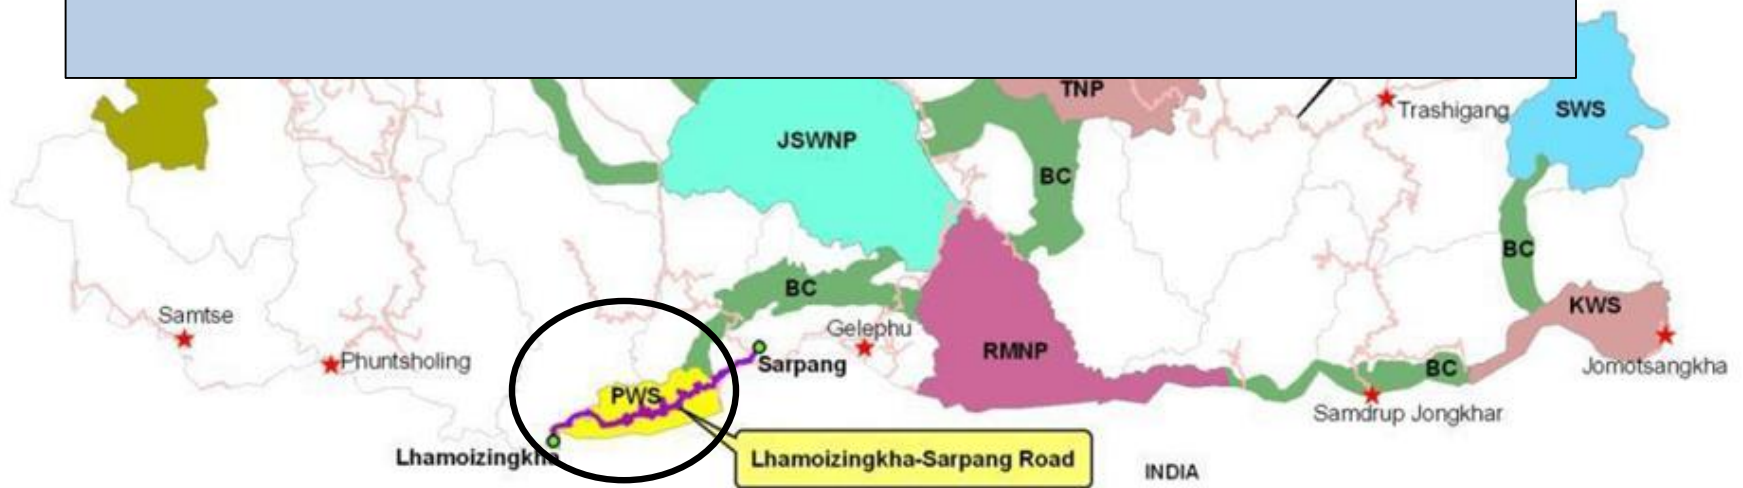 TNP
Trashigang
SWS
JSWNP
BC
BC
BC
KWS
Samtse
Gelephu
Phuntsholing
RMNP
Sarpang
BC
Jomotsangkha
PWS
Samdrup Jongkhar
Lhamoizingkha
Lhamoizingkha-Sarpang Road
INDIA